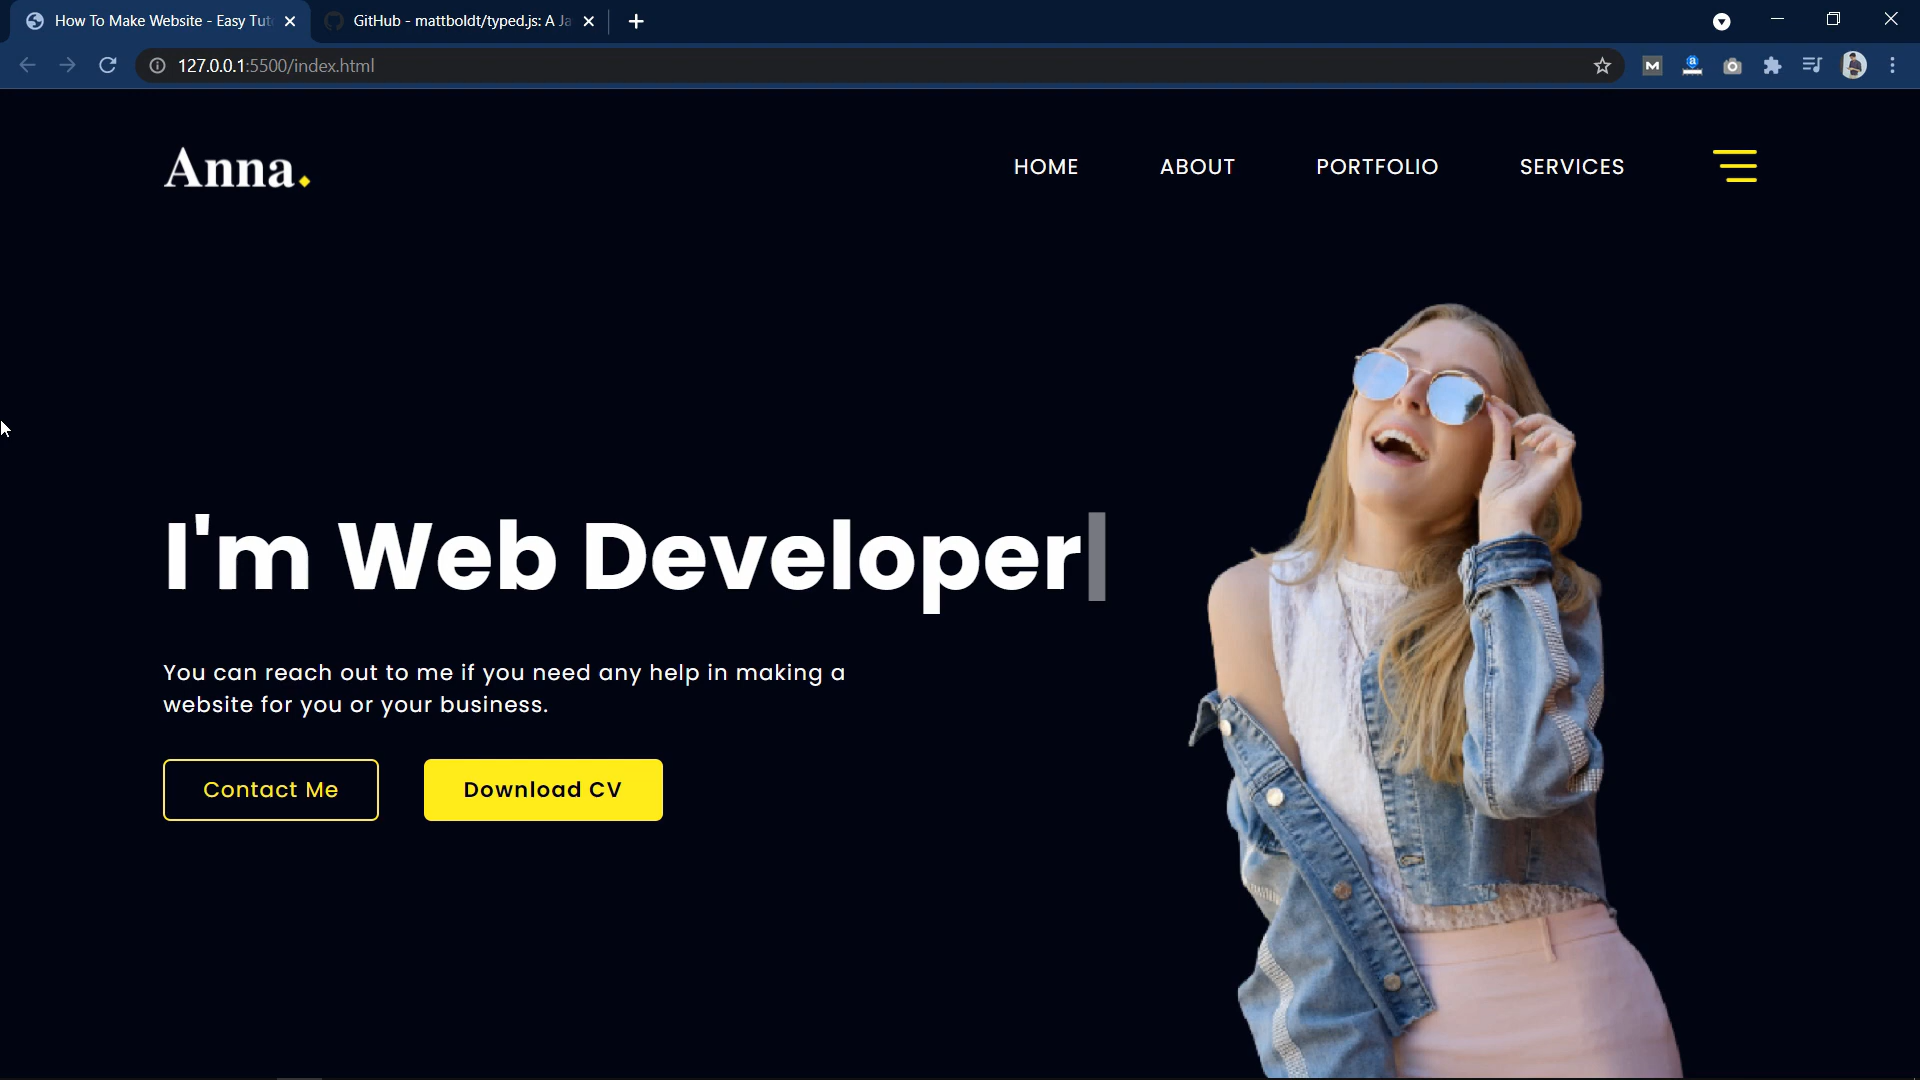 How To Make Website - Easy Tut
GitHub - mattboldt/typed.js: A Ja
127.0.0.1:5500/index.html
Anna.
HOME
ABOUT
PORTFOLIO
SERVICES
I'm Web Developer
You can reach out to me if you need any help in making a
website for you or your business.
Contact Me
Download CV